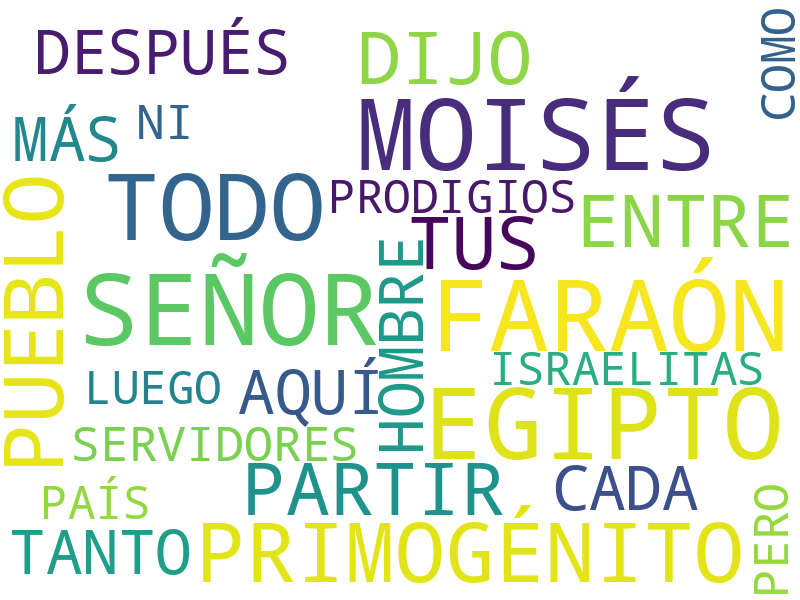 DESPUÉS
DIJO
COMO
MÁS
NI
MOISÉS
TODO
PRODIGIOS
ENTRE
TUS
PUEBLO
SEÑOR
HOMBRE
FARAÓN
LUEGO
AQUÍ
ISRAELITAS
EGIPTO
SERVIDORES
PARTIR
CADA
PAÍS
TANTO
PRIMOGÉNITO
PERO